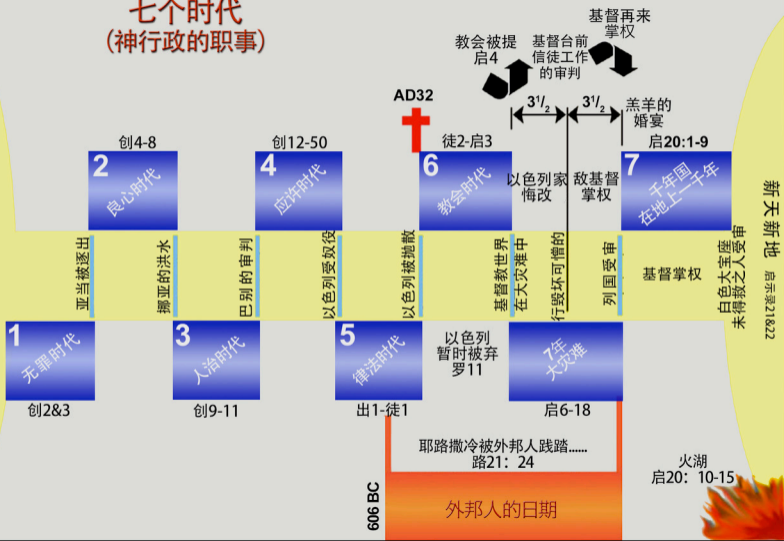 七个时代
(神行政的职事)
教会被提
启4
基督台前
信徒工作
的审判
基督再来
掌权
AD32
3½
3½
羔羊的
婚宴
创4-8
创12-50
徒2-启3
启20:1-9
2
良心时代
4
应许时代
6
教会时代
以色列家
悔改
敌基督
掌权
7
千年国
在地上一千年
新天新地 启示录21&22
亚当被逐出
挪亚的洪水
巴别的审判
以色列受奴役
以色列被抛散
基督教世界
在大灾难中
行毁坏可憎的
列国受审
基督掌权
白色大宝座
未得救之人受审
1
无罪时代
3
人治时代
5
律法时代
以色列
暂时被弃
罗11
7年
大灾难
创2&3
创9-11
出1-徒1
启6-18
耶路撒冷被外邦人践踏......
路21：24
606 BC
外邦人的日期
火湖
启20：10-15